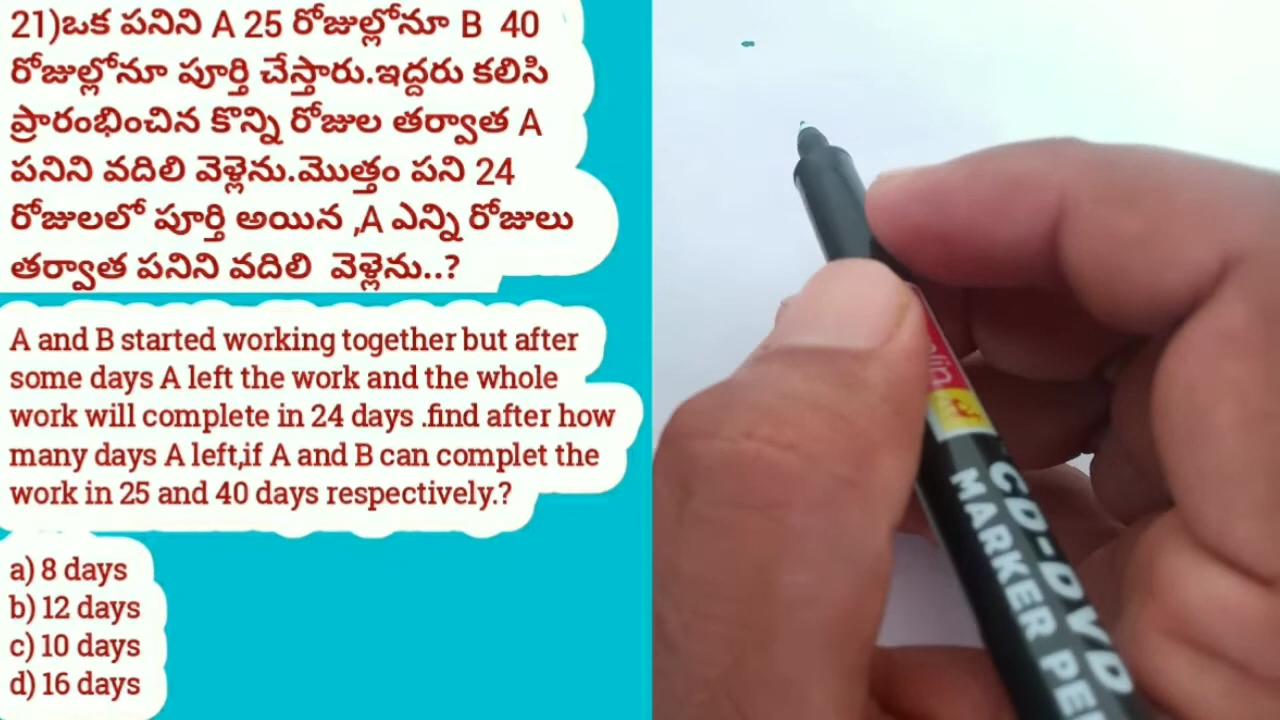 21)ఒక పనిని A 25 రోజుల్లోనూ B 40
రోజుల్లోనూ పూర్తి చేస్తారు.ఇద్దరు కలిసి
ప్రారంభించిన కొన్ని రోజుల తర్వాత A
పనిని వదిలి వెళ్లెను.మొత్తం పని 24
రోజులలో పూర్తి అయిన ,A ఎన్ని రోజులు
తర్వాత పనిని వదిలి వెళ్లెను..?
A and B started working together but after
some days A left the work and the whole
work will complete in 24 days .find after how
many days A left,if A and B can complet the
work in 25 and 40 days respectively.?
a) 8 days
b) 12 days
c) 10 days
d) 16 days
CD-DVD
MARKER PE